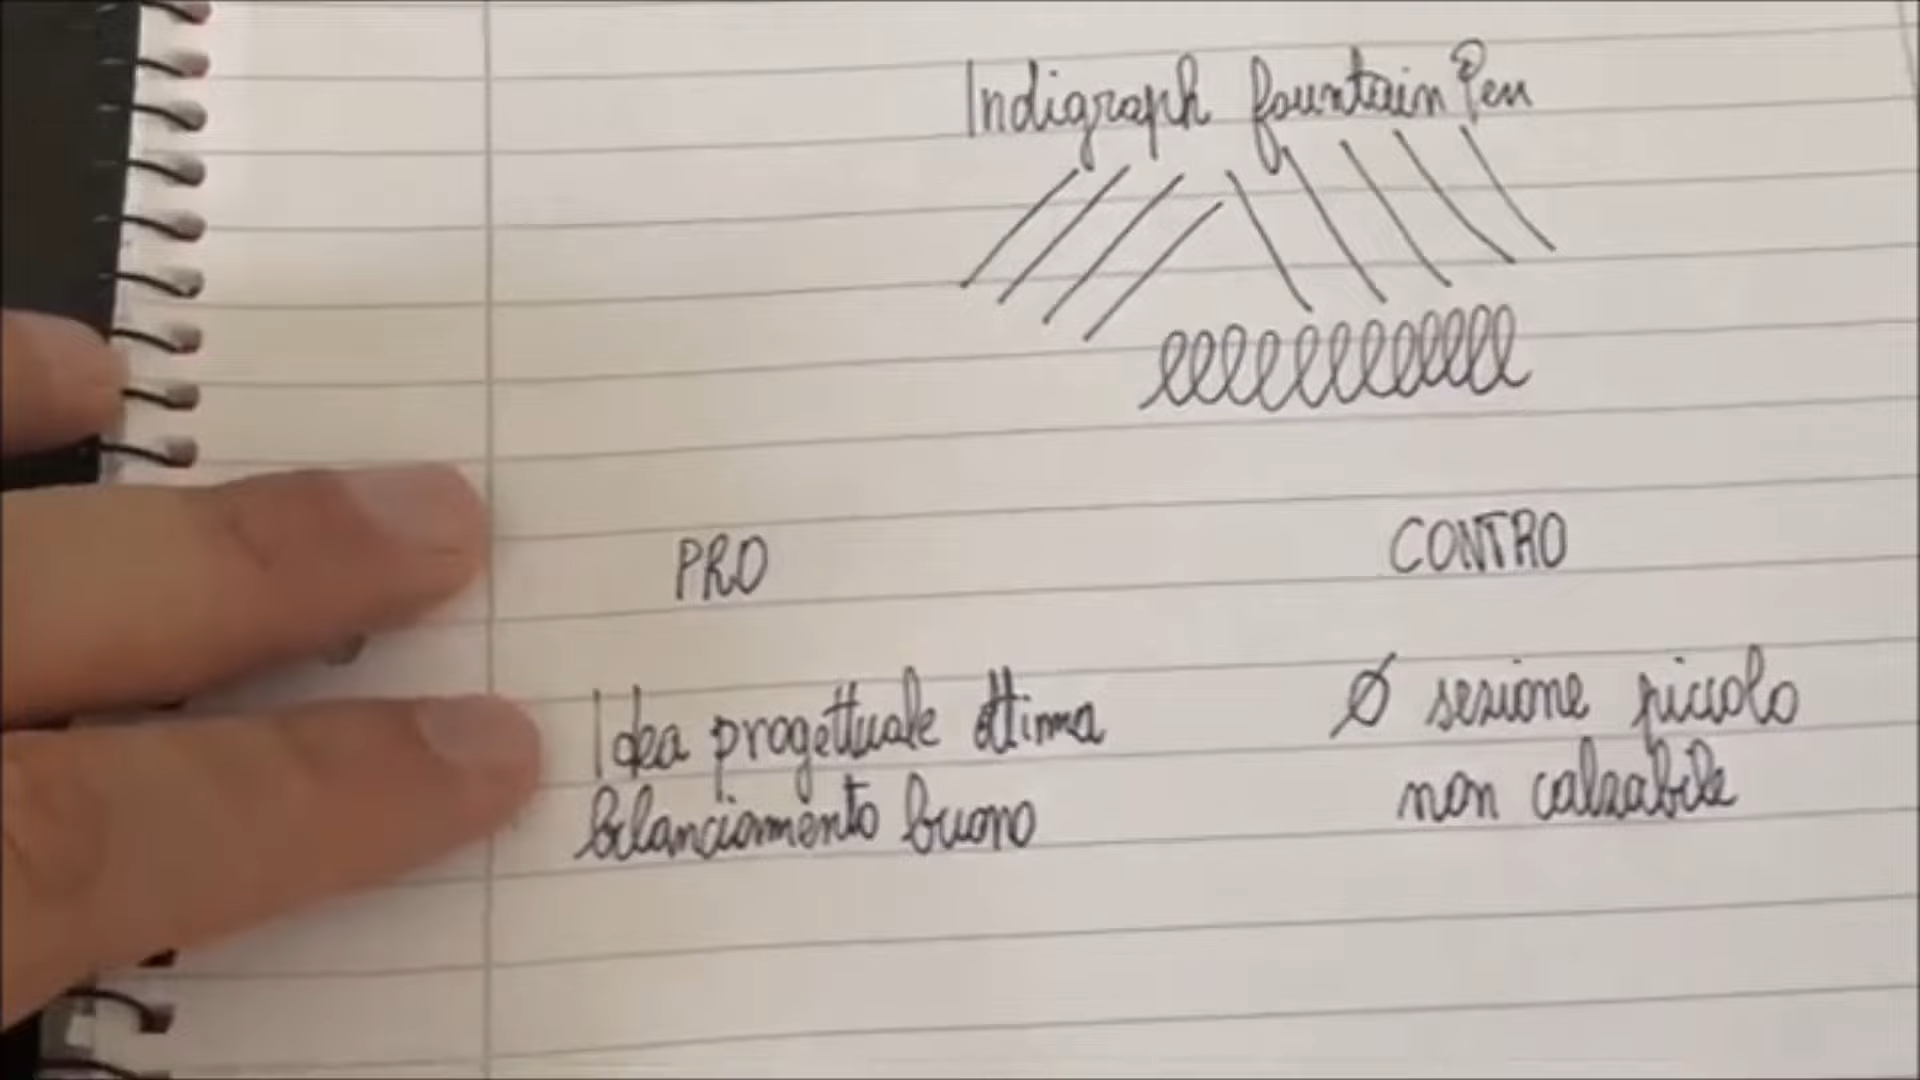 Indigraph fountain Pen
PRO
CONTRO
Idea progettuale ottima
bilanciamento buono
Ø sezione piccolo
non calzabile